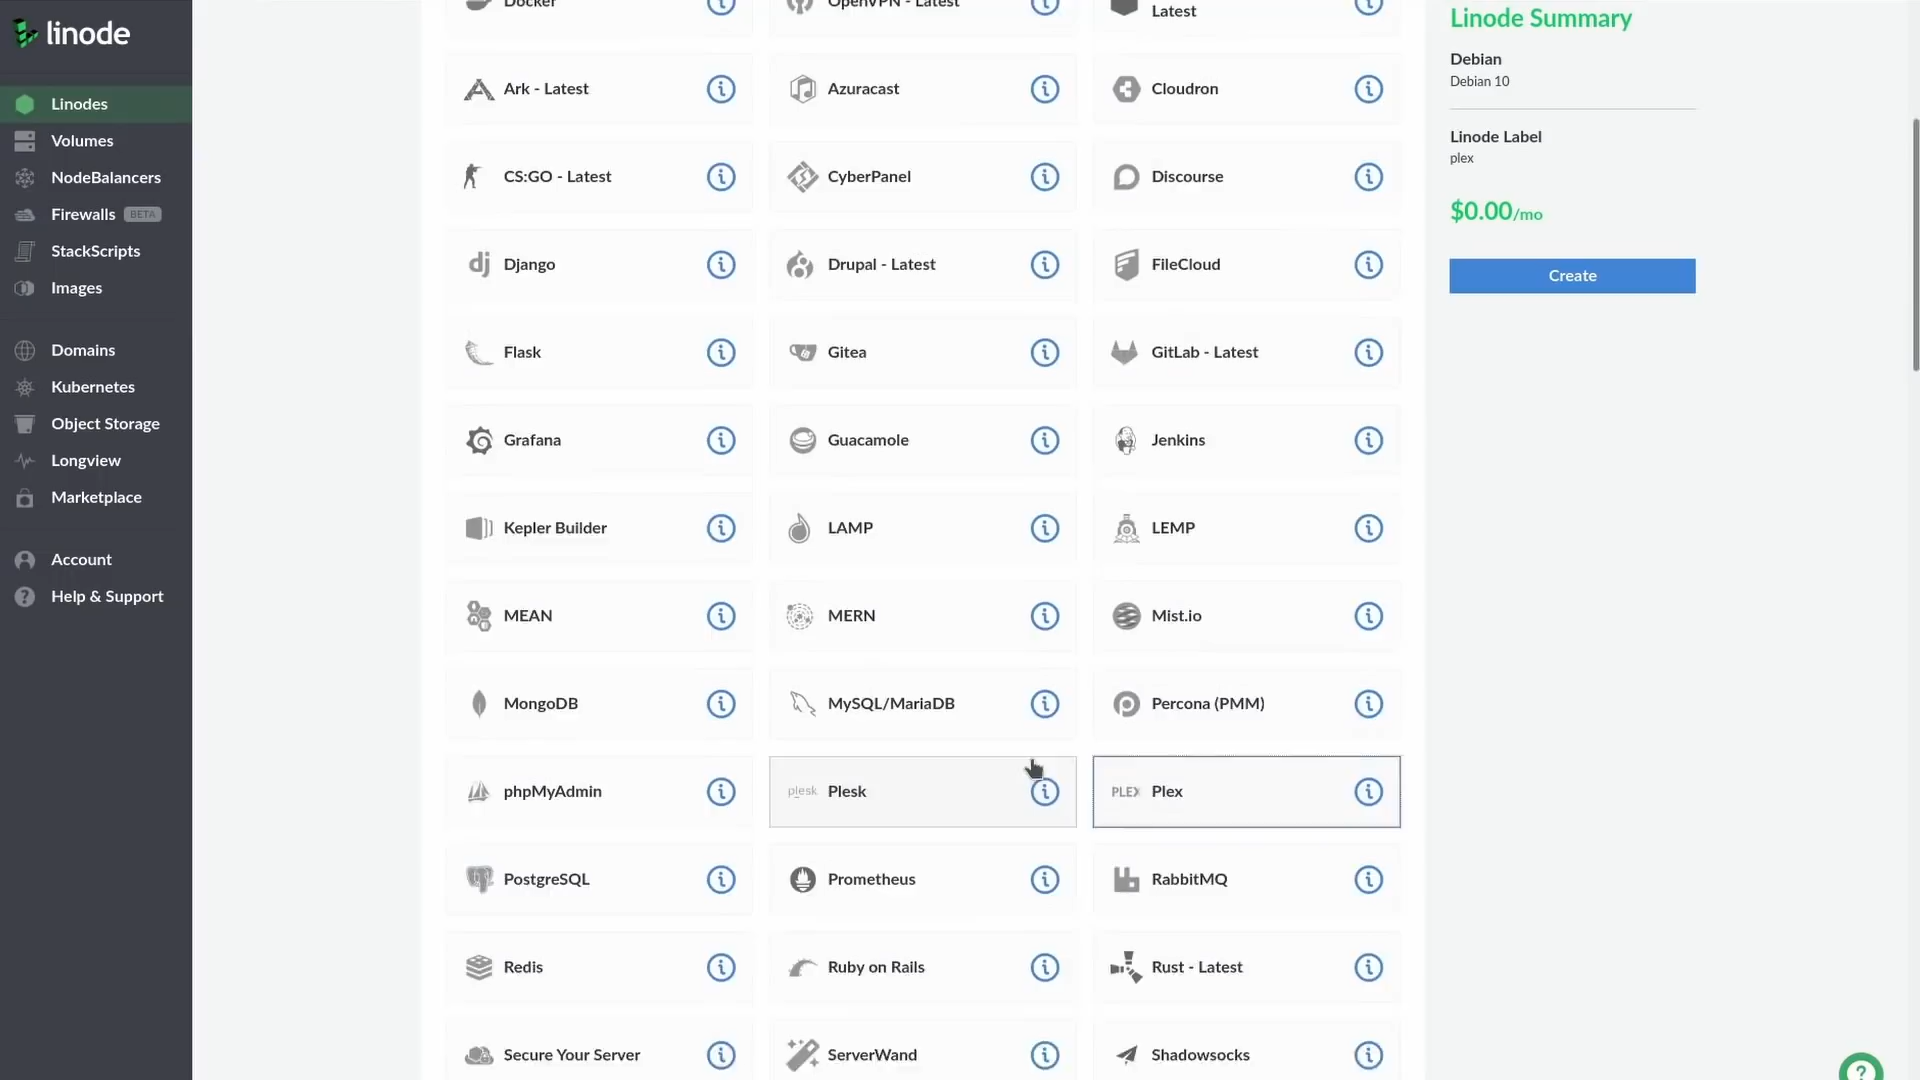 linode
Linodes
Volumes
NodeBalancers
Firewalls BETA
StackScripts
Images
Domains
Kubernetes
Object Storage
Longview
Marketplace
Account
Help & Support
Docker
OpenVPN - Latest
Latest
Ark - Latest
Azuracast
Cloudron
CS:GO - Latest
CyberPanel
Discourse
dj Django
Drupal - Latest
FileCloud
Flask
Gitea
GitLab - Latest
Grafana
Guacamole
Jenkins
Kepler Builder
LAMP
LEMP
MEAN
MERN
Mist.io
MongoDB
MySQL/MariaDB
Percona (PMM)
phpMyAdmin
plesk Plesk
PLEX Plex
PostgreSQL
Prometheus
RabbitMQ
Redis
Ruby on Rails
Rust - Latest
Secure Your Server
ServerWand
Shadowsocks
Linode Summary
Debian
Debian 10
Linode Label
plex
$0.00/mo
Create